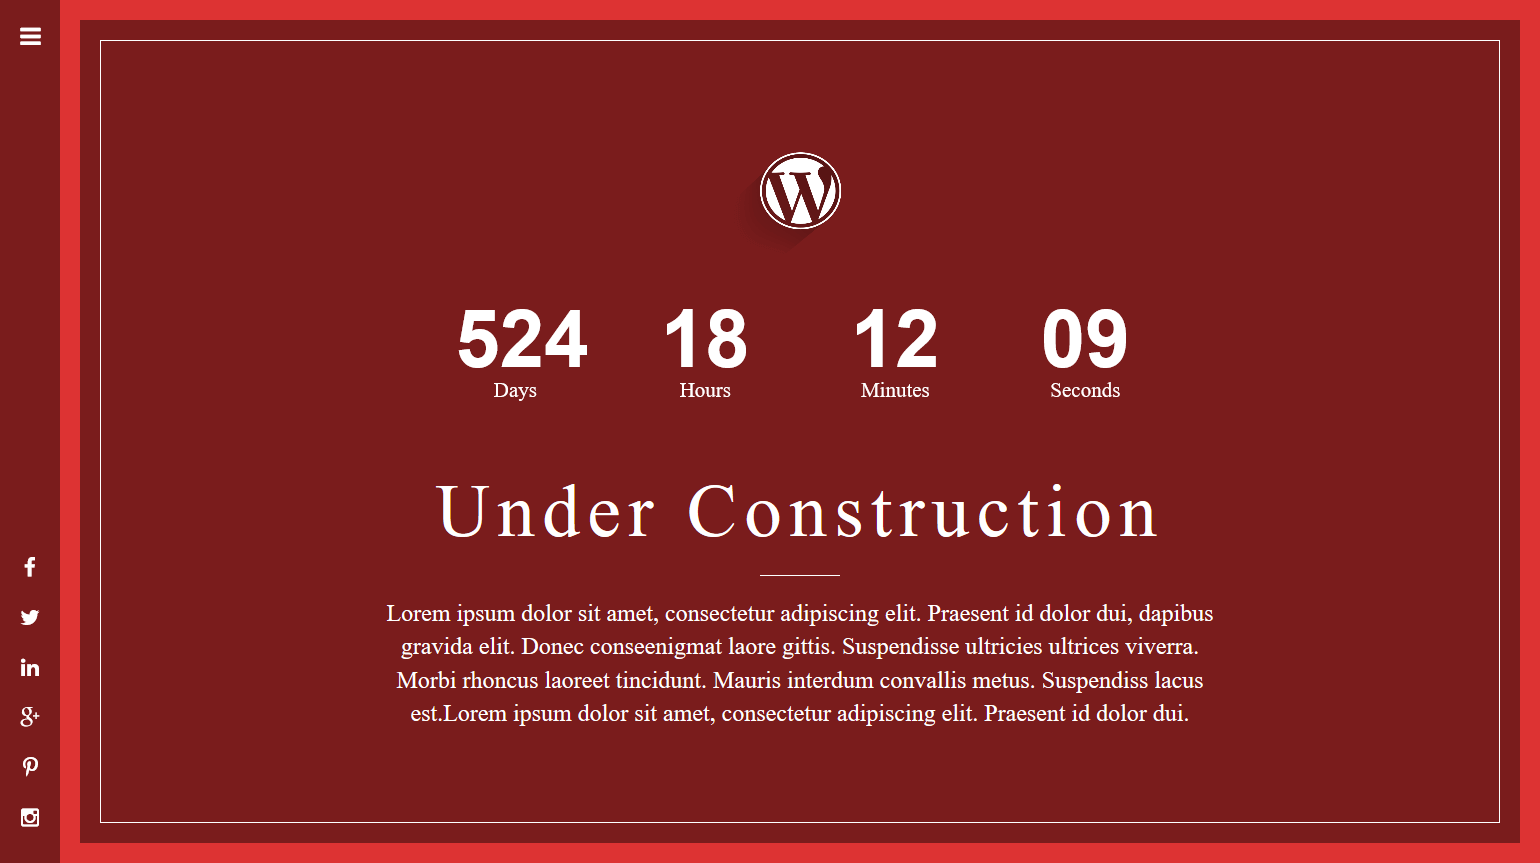 524 18 12 09
Days Hours Minutes Seconds
Under Construction
Lorem ipsum dolor sit amet, consectetur adipiscing elit. Praesent id dolor dui, dapibus
gravida elit. Donec conseenigmat laore gittis. Suspendisse ultricies ultrices viverra.
Morbi rhoncus laoreet tincidunt. Mauris interdum convallis metus. Suspendiss lacus
est.Lorem ipsum dolor sit amet, consectetur adipiscing elit. Praesent id dolor dui.